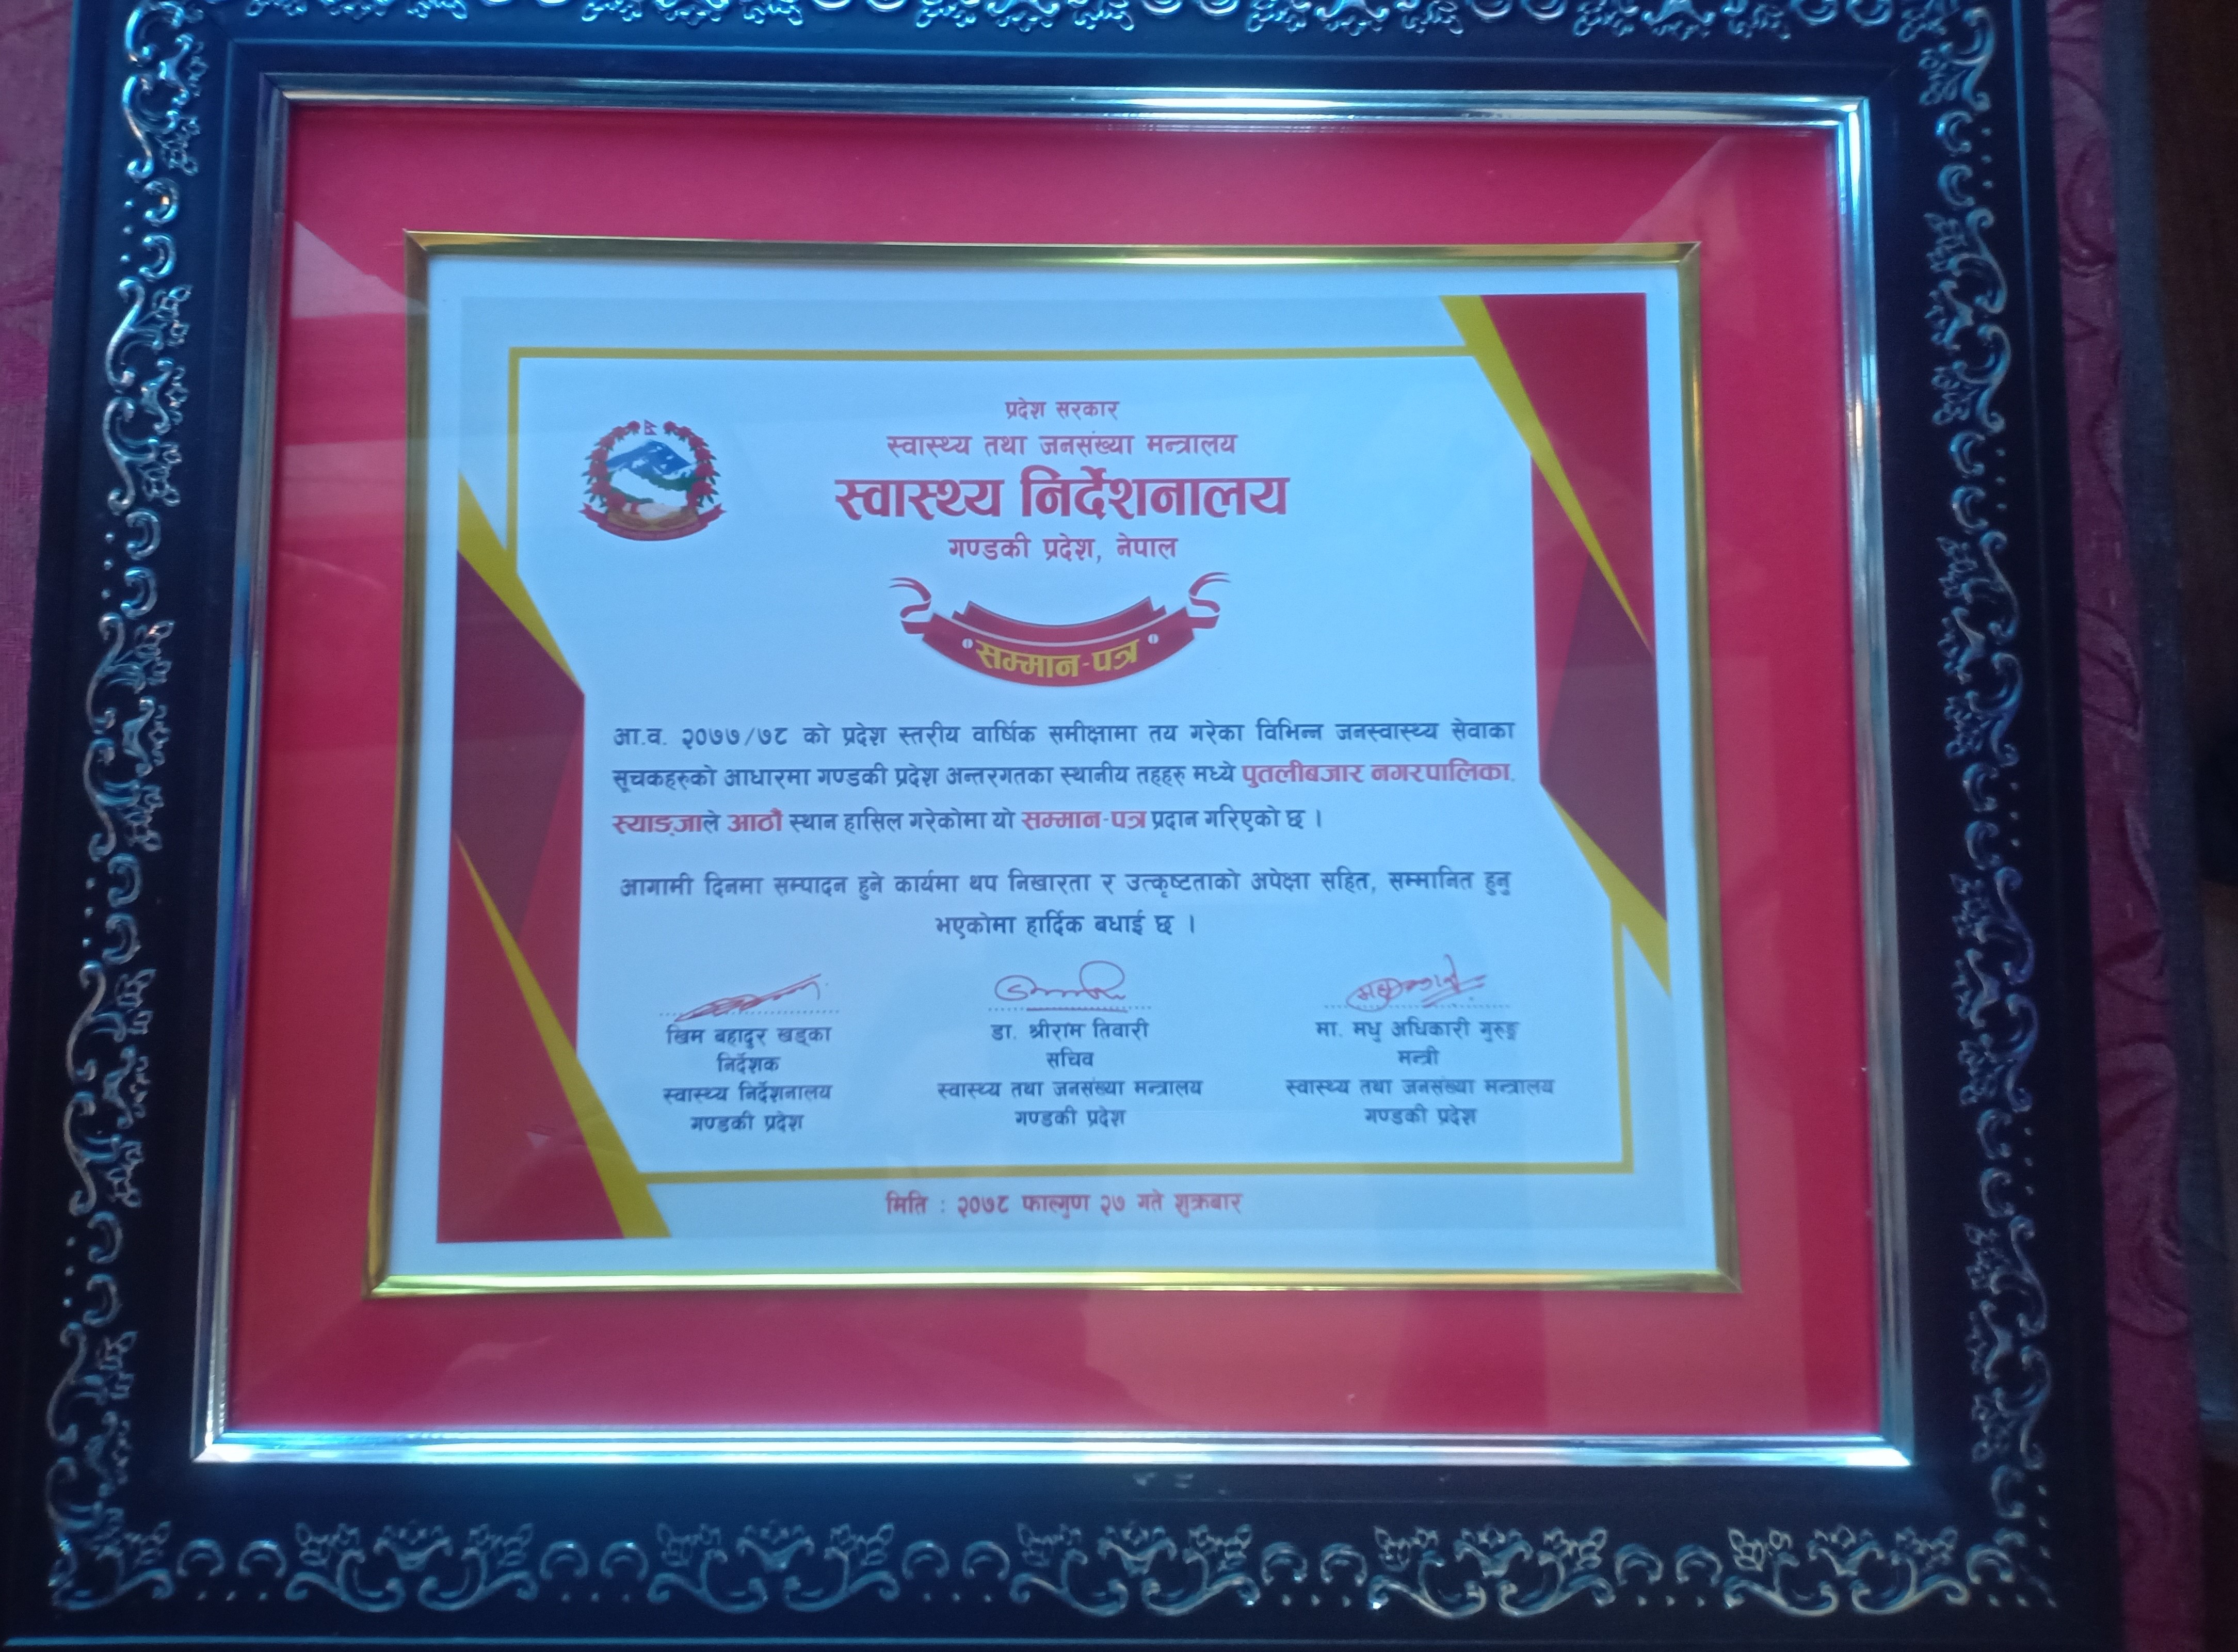 प्रदेश सरकार
स्वास्थ्य तथा जनसंख्या मन्त्रालय
स्वास्थ्य निर्देशनालय
गण्डकी प्रदेश, नेपाल
सम्मान-पत्र
आ.व. २०७७/७८ को प्रदेश स्तरीय वार्षिक समीक्षामा तय गरेका विभिन्न जनस्वास्थ्य सेवाका
सूचकहरुको आधारमा गण्डकी प्रदेश अन्तरगतका स्थानीय तहहरु मध्ये पुतलीबजार नगरपालिका,
स्याङ्जाले आठौं स्थान हासिल गरेकोमा यो सम्मान-पत्र प्रदान गरिएको छ ।
आगामी दिनमा सम्पादन हुने कार्यमा थप निखारता र उत्कृष्टताको अपेक्षा सहित, सम्मानित हुनु
भएकोमा हार्दिक बधाई छ ।
खिम बहादुर खड्का
निर्देशक
स्वास्थ्य निर्देशनालय
गण्डकी प्रदेश
डा. श्रीराम तिवारी
सचिव
स्वास्थ्य तथा जनसंख्या मन्त्रालय
गण्डकी प्रदेश
मा. मधु अधिकारी गुरुङ्ग
मन्त्री
स्वास्थ्य तथा जनसंख्या मन्त्रालय
गण्डकी प्रदेश
मिति : २०७८ फाल्गुण २७ गते शुक्रबार